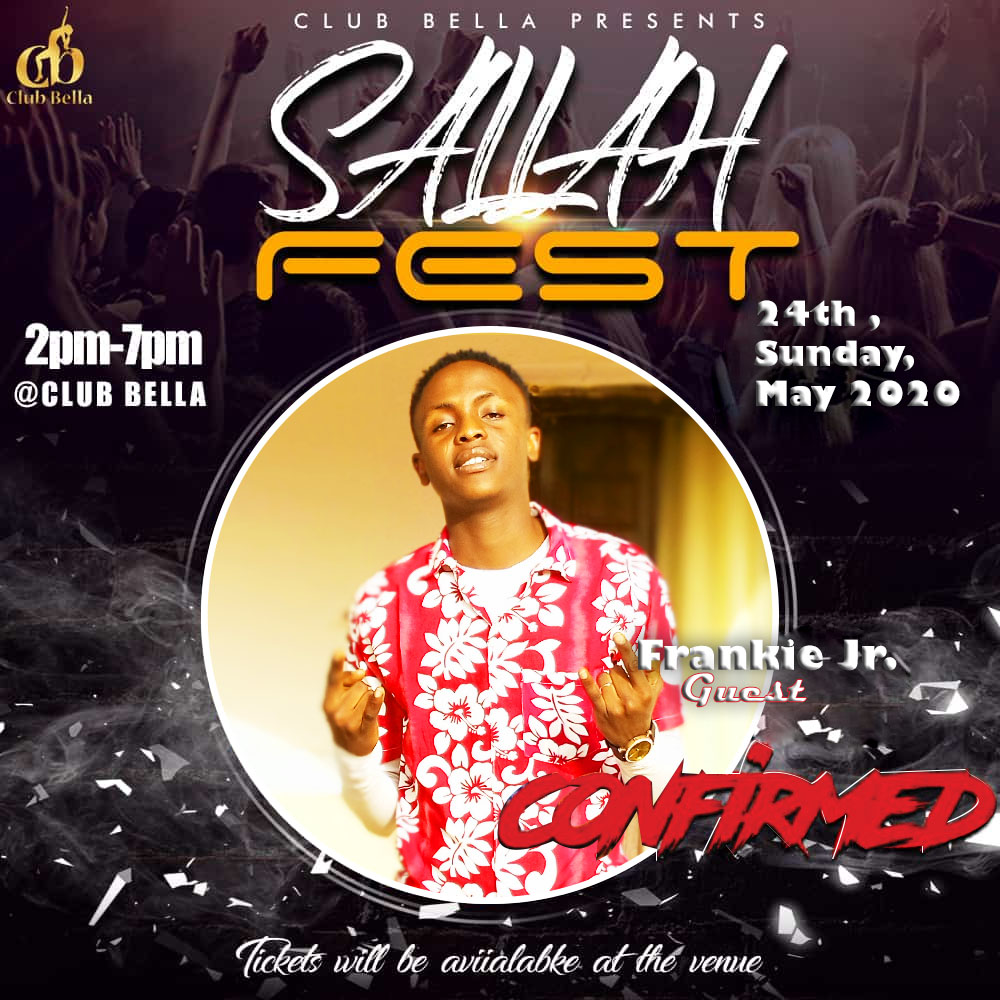 CLUB BELLA PRESENTS
Club Bella
SALLAH
FEST
24th ,
Sunday,
May 2020
2pm-7pm
@CLUB BELLA
Frankie Jr.
Guest
CONFIRMED
Tickets will be aviialabke at the venue